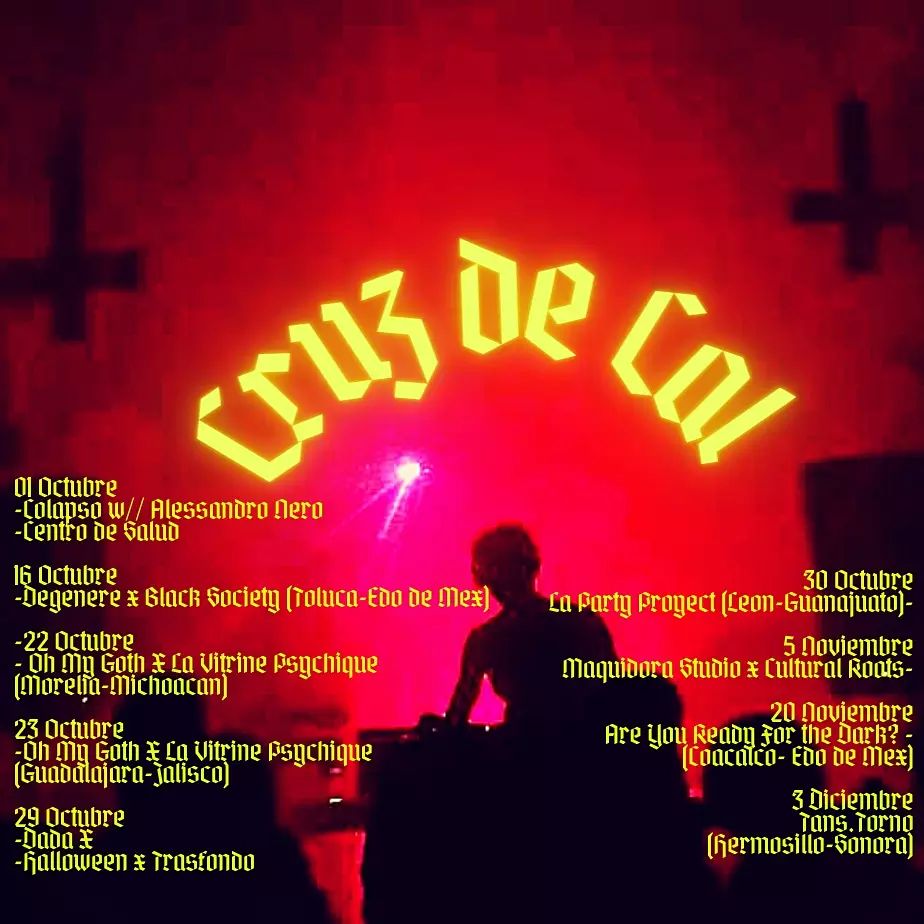 Cruz de Cal
01 Octubre
-Colapso w// Alessandro Nero
-Centro de Salud
16 Octubre
-Degenere x Black Society (Toluca-Edo de Mex)
-22 Octubre
- Oh My Goth X La Vitrine Psychique
(Morelia-Michoacan)
23 Octubre
-Oh My Goth X La Vitrine Psychique
(Guadalajara-Jalisco)
29 Octubre
-Dada X
-Halloween x Trasfondo
30 Octubre
La Party Proyect (Leon-Guanajuato)-
5 Noviembre
Maquidora Studio x Cultural Roots-
20 Noviembre
Are You Ready For the Dark? -
(Coacalco- Edo de Mex)
3 Diciembre
Tans.Torno
(Hermosillo-Sonora)